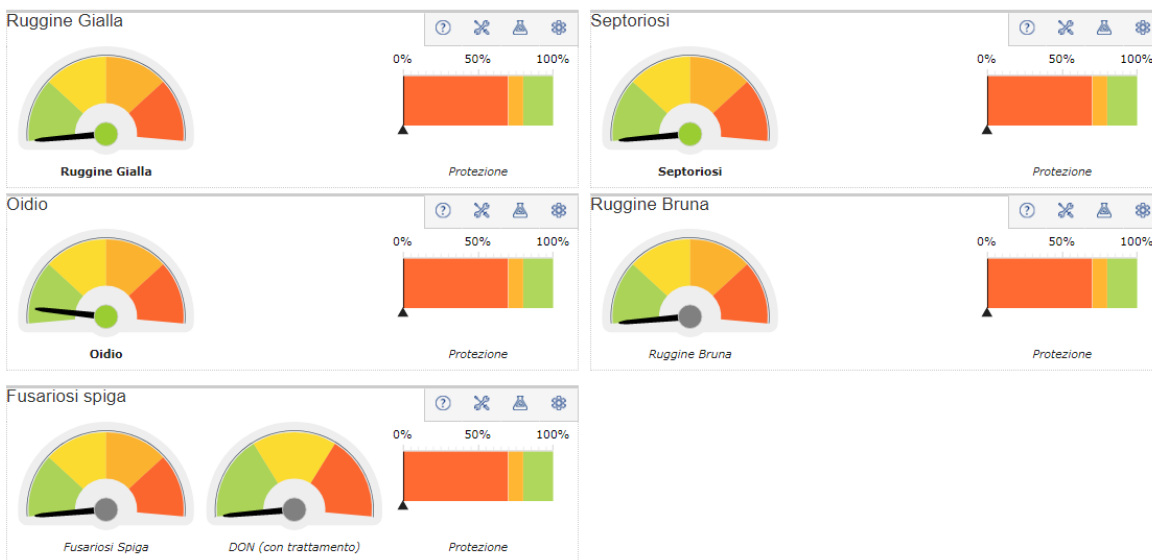 Ruggine Gialla
?
0% 50% 100%
Ruggine Gialla
Protezione
Septoriosi
?
0% 50% 100%
Septoriosi
Protezione
Oidio
?
0% 50% 100%
Oidio
Protezione
Ruggine Bruna
?
0% 50% 100%
Ruggine Bruna
Protezione
Fusariosi spiga
?
0% 50% 100%
Fusariosi Spiga
DON (con trattamento)
Protezione